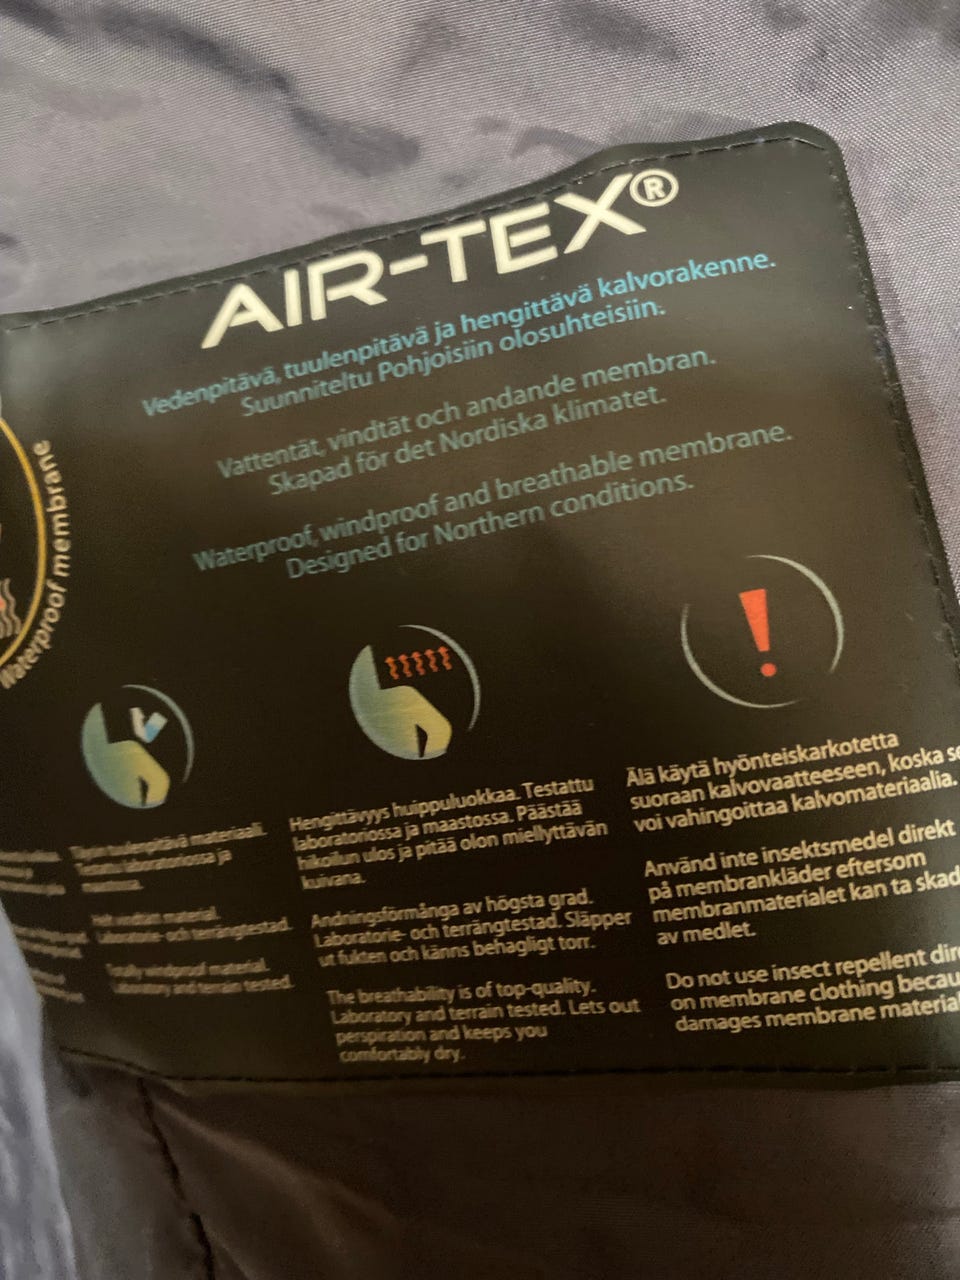 AIR-TEX®
Vedenpitävä, tuulenpitävä ja hengittävä kalvorakenne.
Suunniteltu Pohjoisiin olosuhteisiin.
Vattentät, vindtät och andande membran.
Skapad för det Nordiska klimatet.
Waterproof, windproof and breathable membrane.
Designed for Northern conditions.
Waterproof membrane
Täysin tuulenpitävä materiaali.
Testattu laboratoriossa ja
maastossa.
Helt vindtätt material.
Laboratorie- och terrängtestad.
Totally windproof material.
Laboratory and terrain tested.
Hengittävyys huippuluokkaa. Testattu
laboratoriossa ja maastossa. Päästää
hikoilun ulos ja pitää olon miellyttävän
kuivana.
Andningsförmånga av högsta grad.
Laboratorie- och terrängtestad. Släpper
ut fukten och känns behagligt torr.
The breathability is of top-quality.
Laboratory and terrain tested. Lets out
perspiration and keeps you
comfortably dry.
!
Älä käytä hyönteiskarkotetta
suoraan kalvovaatteeseen, koska se
voi vahingoittaa kalvomateriaalia.
Använd inte insektsmedel direkt
på membrankläder eftersom
membranmaterialet kan ta skad
av medlet.
Do not use insect repellent dire
on membrane clothing becau
damages membrane material